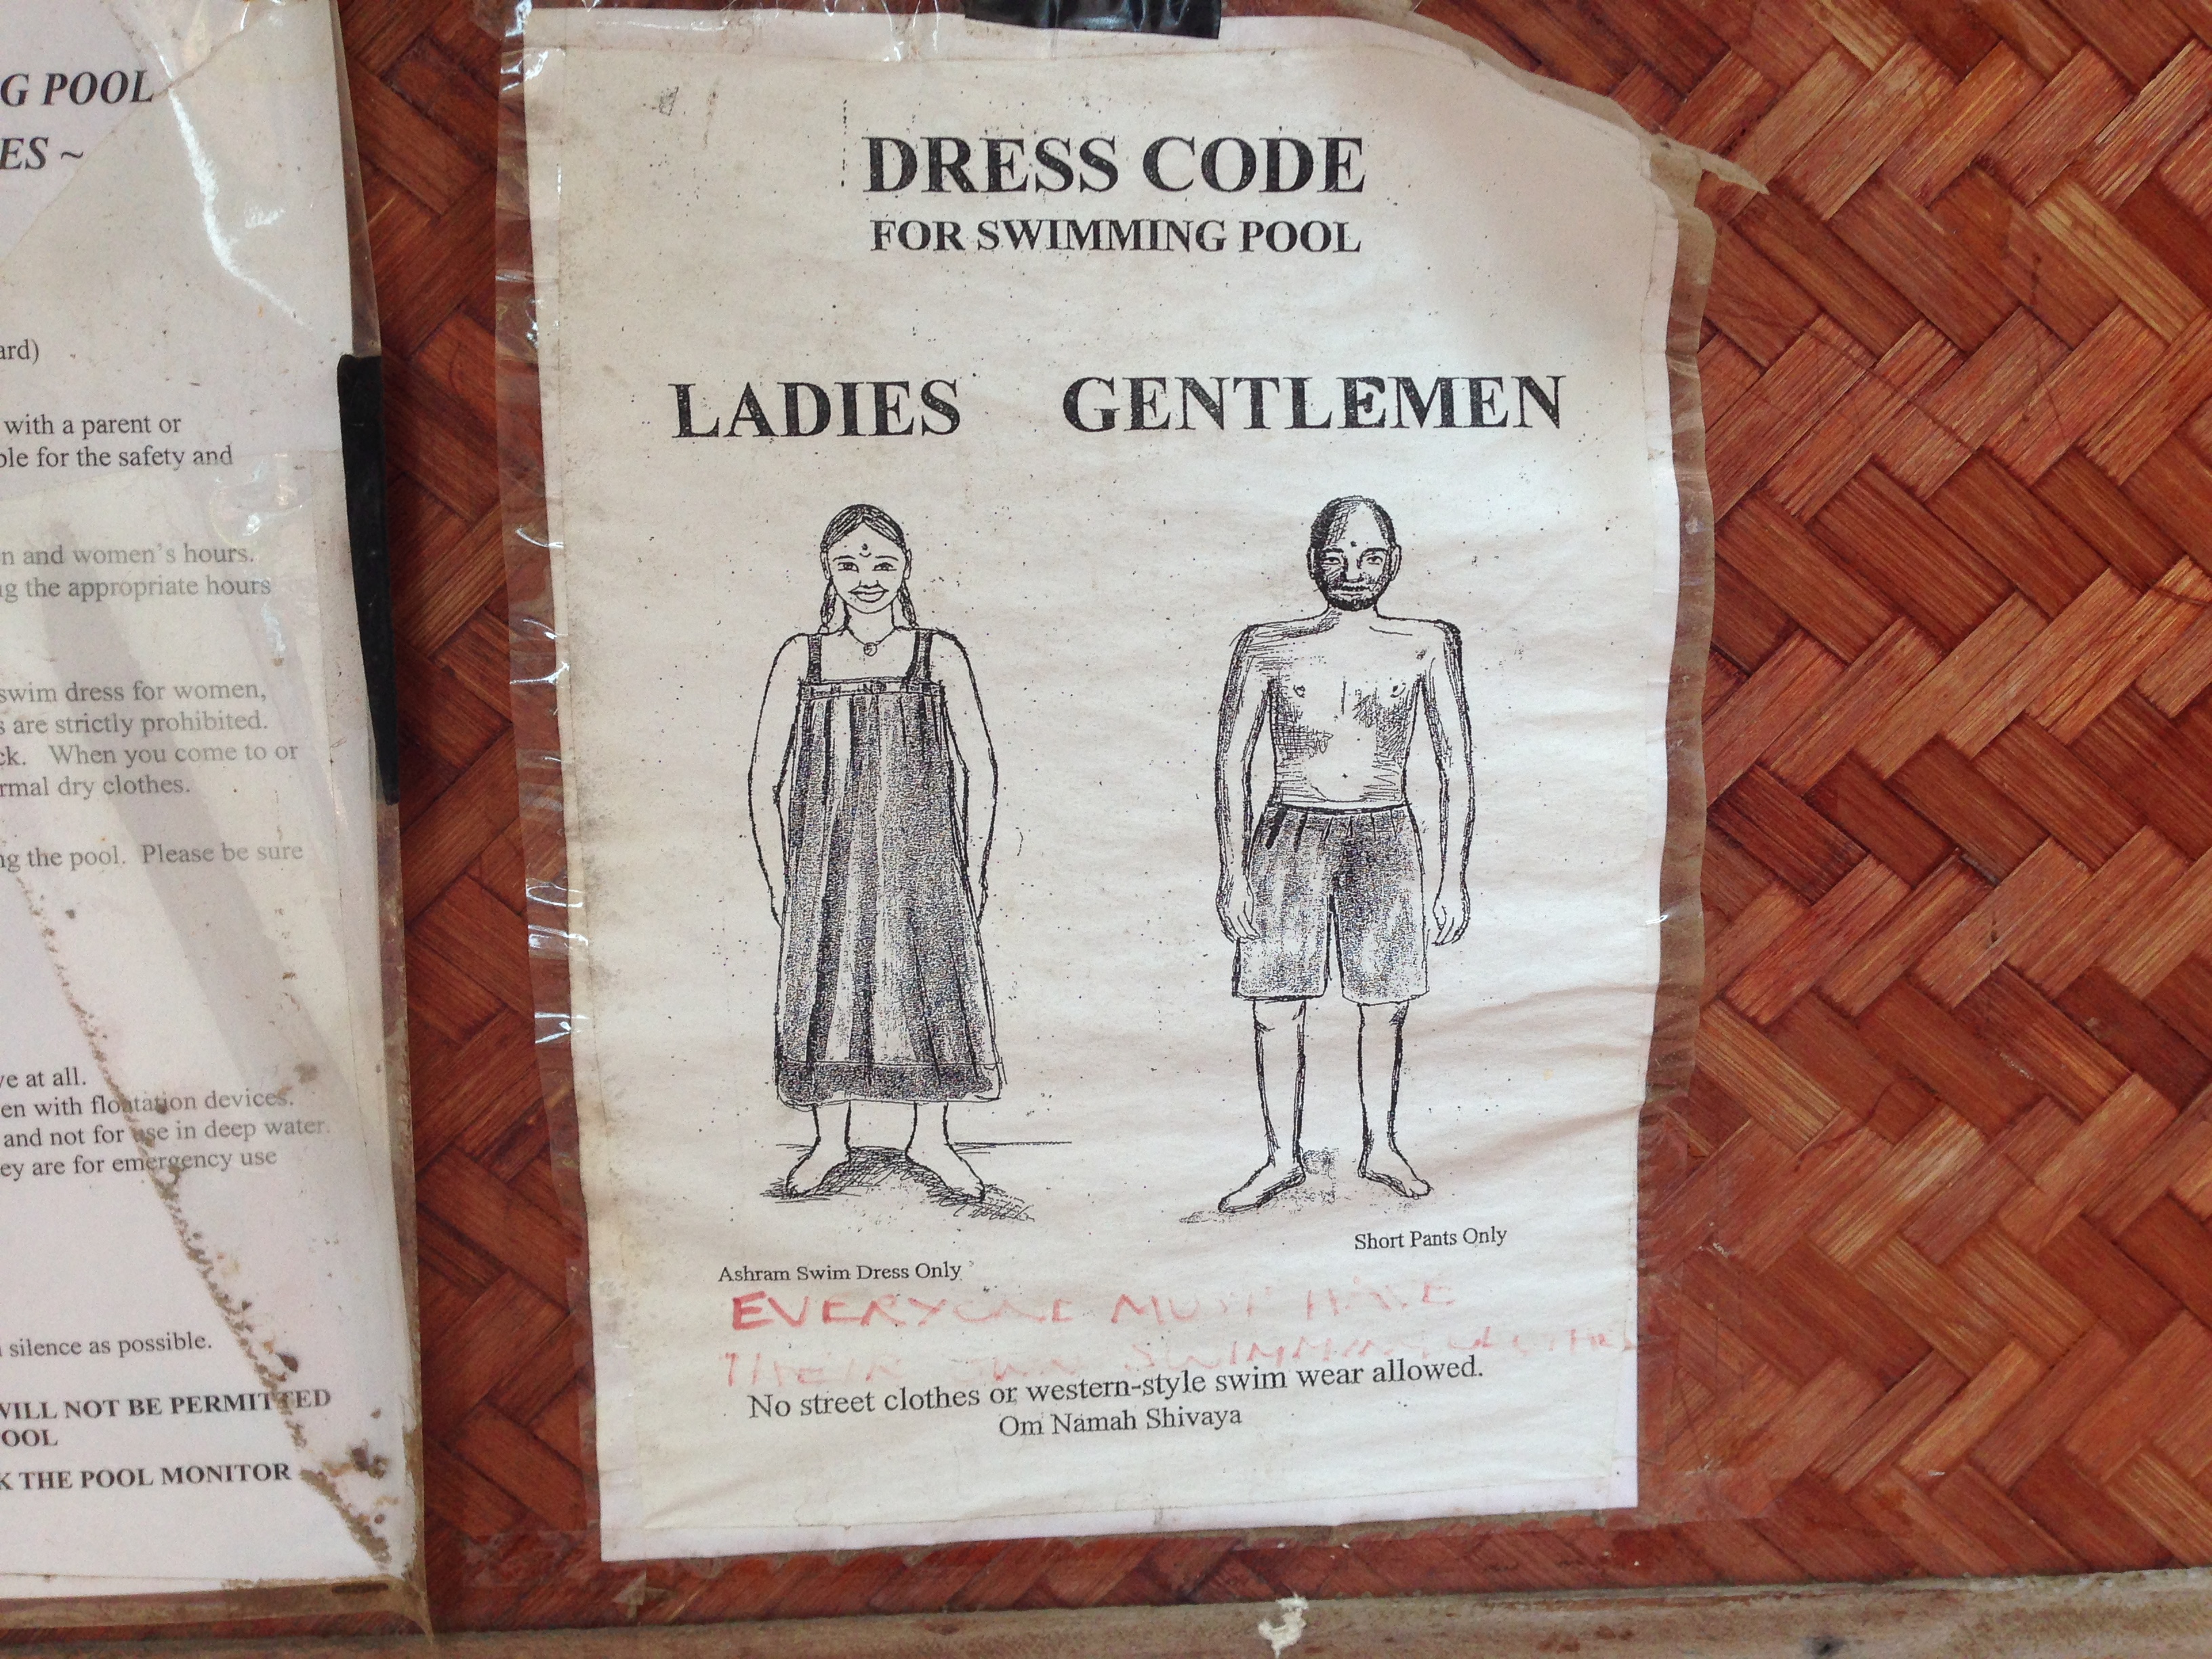 G POOL
ES ~
ard)
with a parent or
ble for the safety and
n and women's hours.
ng the appropriate hours
swim dress for women,
s are strictly prohibited.
ck. When you come to or
rmal dry clothes.
ng the pool. Please be sure
ve at all.
en with floatation devices.
and not for use in deep water.
ey are for emergency use
silence as possible.
WILL NOT BE PERMITTED
OOL
K THE POOL MONITOR
DRESS CODE
FOR SWIMMING POOL
LADIES GENTLEMEN
Short Pants Only
Ashram Swim Dress Only
EVERYONE MUST HAVE
THEIR OWN SWIMMING
No street clothes or western-style swim wear allowed.
Om Namah Shivaya